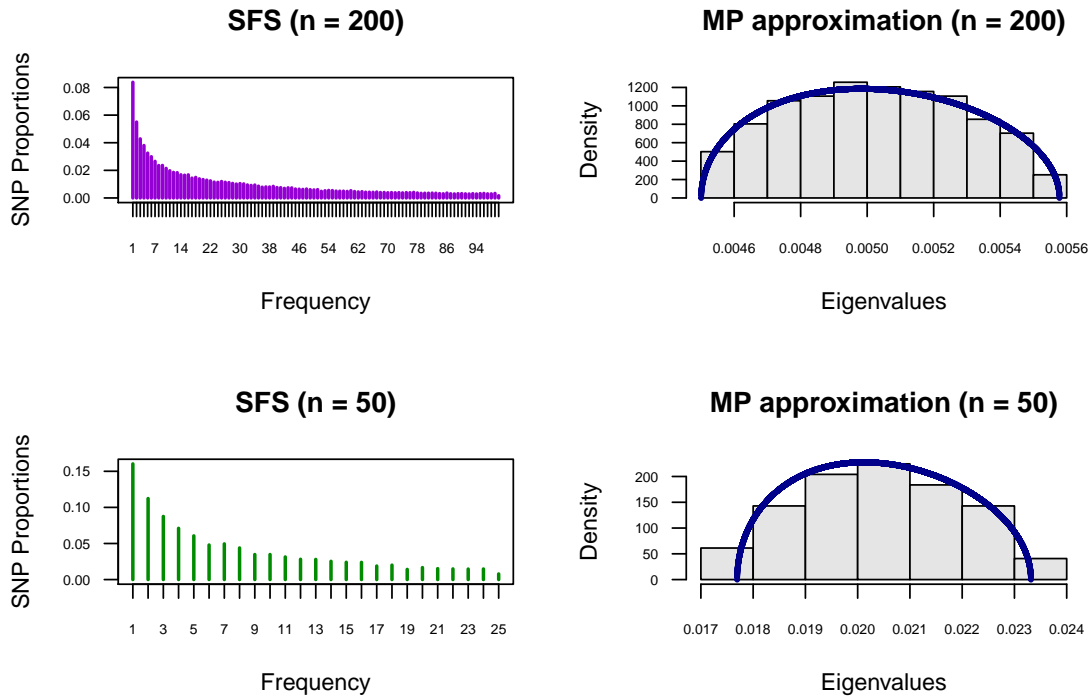 SFS (n = 200)
SNP Proportions
0.08
0.06
0.04
0.02
0.00
1 7 14 22 30 38 46 54 62 70 78 86 94
Frequency
MP approximation (n = 200)
Density
1200
1000
800
600
400
200
0
0.0046 0.0048 0.0050 0.0052 0.0054 0.0056
Eigenvalues
SFS (n = 50)
SNP Proportions
0.15
0.10
0.05
0.00
1 3 5 7 9 11 13 15 17 19 21 23 25
Frequency
MP approximation (n = 50)
Density
200
150
100
50
0
0.017 0.018 0.019 0.020 0.021 0.022 0.023 0.024
Eigenvalues